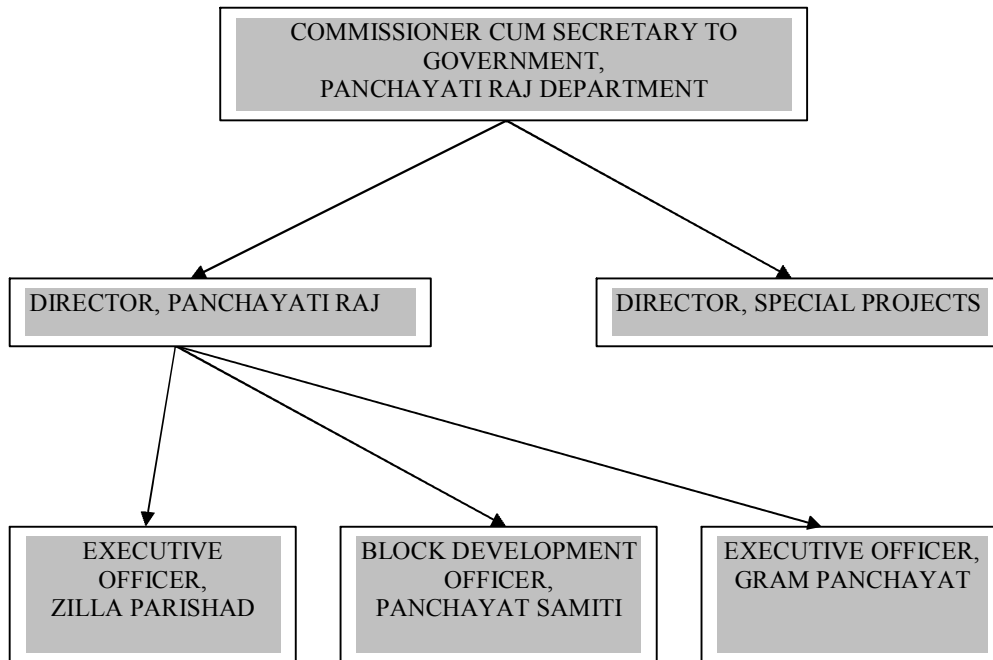 COMMISSIONER CUM SECRETARY TO
GOVERNMENT,
PANCHAYATI RAJ DEPARTMENT
DIRECTOR, PANCHAYATI RAJ
DIRECTOR, SPECIAL PROJECTS
EXECUTIVE
OFFICER,
ZILLA PARISHAD
BLOCK DEVELOPMENT
OFFICER,
PANCHAYAT SAMITI
EXECUTIVE OFFICER,
GRAM PANCHAYAT